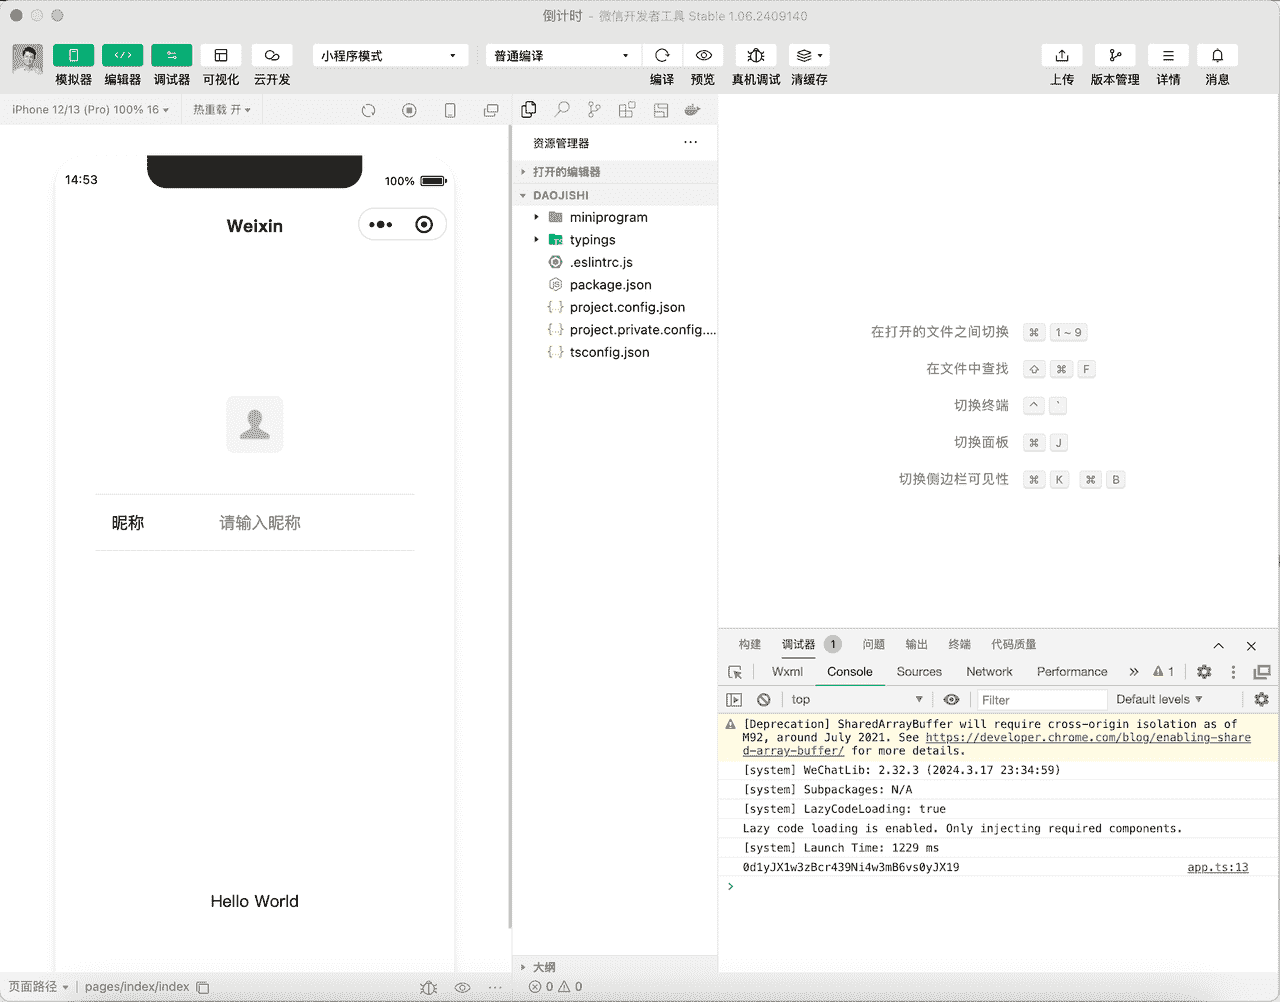 倒计时 - 微信开发者工具 Stable 1.06.2409140
模拟器 编辑器 调试器 可视化 云开发
小程序模式 普通编译
编译 预览 真机调试 清缓存
上传 版本管理 详情 消息
iPhone 12/13 (Pro) 100% 16 热重载 开
14:53
100%
Weixin
昵称 请输入昵称
Hello World
页面路径 pages/index/index
资源管理器
打开的编辑器
DAOJISHI
miniprogram
typings
.eslintrc.js
package.json
project.config.json
project.private.config....
tsconfig.json
大纲
0 0
在打开的文件之间切换 ⌘ 1 ~ 9
在文件中查找 ⇧ ⌘ F
切换终端 ^ `
切换面板 ⌘ J
切换侧边栏可见性 ⌘ K ⌘ B
构建 调试器 1 问题 输出 终端 代码质量
Wxml Console Sources Network Performance » 1
top Filter Default levels
[Deprecation] SharedArrayBuffer will require cross-origin isolation as of
M92, around July 2021. See https://developer.chrome.com/blog/enabling-share
d-array-buffer/ for more details.
[system] WeChatLib: 2.32.3 (2024.3.17 23:34:59)
[system] Subpackages: N/A
[system] LazyCodeLoading: true
Lazy code loading is enabled. Only injecting required components.
[system] Launch Time: 1229 ms
0d1yJX1w3zBcr439Ni4w3mB6vs0yJX19 app.ts:13